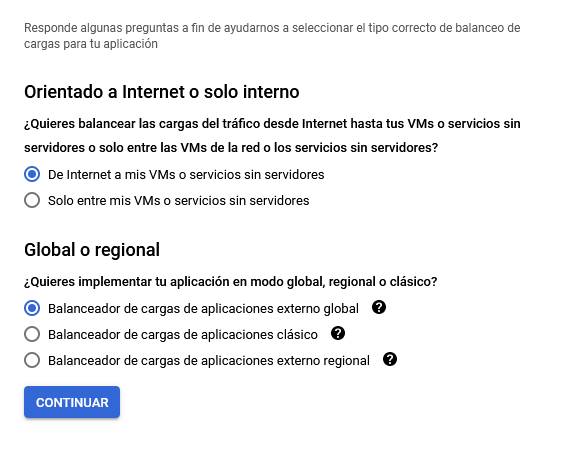 Responde algunas preguntas a fin de ayudarnos a seleccionar el tipo correcto de balanceo de
cargas para tu aplicación
Orientado a Internet o solo interno
¿Quieres balancear las cargas del tráfico desde Internet hasta tus VMs o servicios sin
servidores o solo entre las VMs de la red o los servicios sin servidores?
De Internet a mis VMs o servicios sin servidores
Solo entre mis VMs o servicios sin servidores
Global o regional
¿Quieres implementar tu aplicación en modo global, regional o clásico?
Balanceador de cargas de aplicaciones externo global ?
Balanceador de cargas de aplicaciones clásico ?
Balanceador de cargas de aplicaciones externo regional ?
CONTINUAR